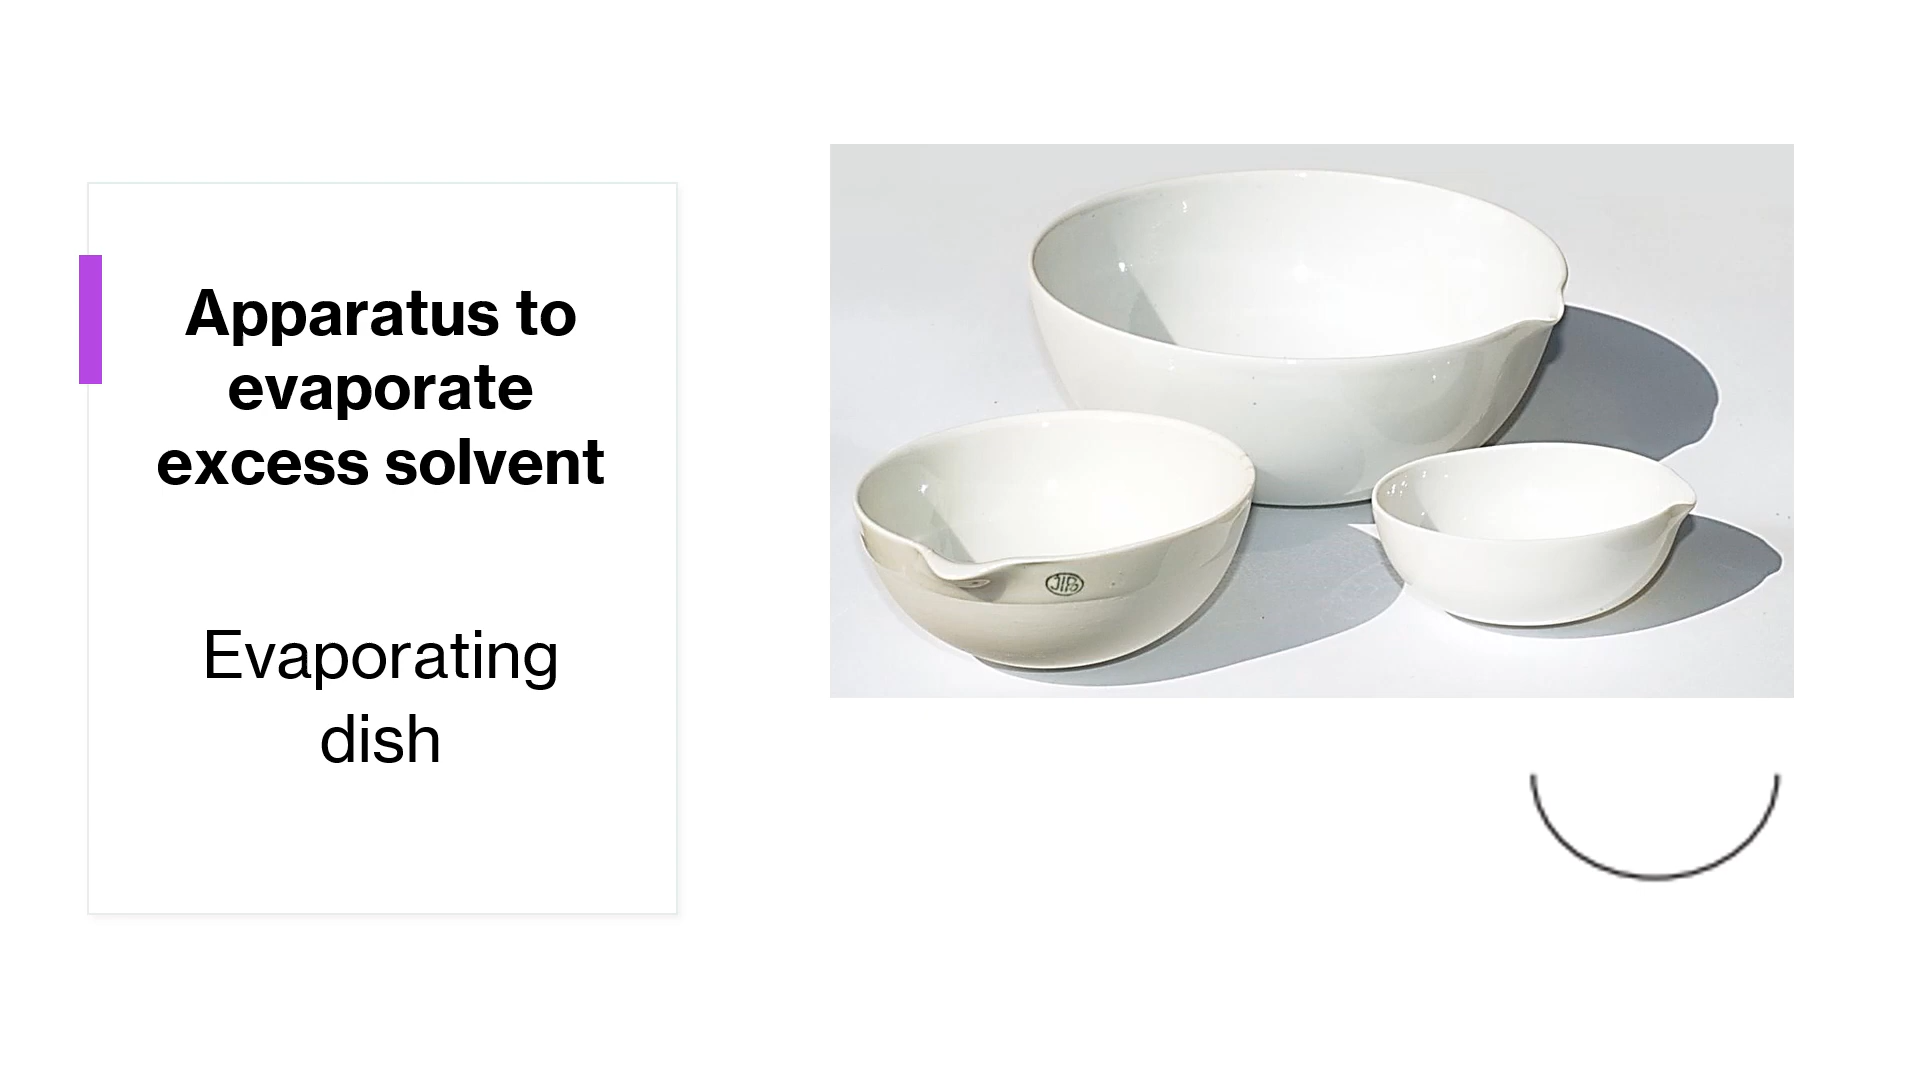 Apparatus to
evaporate
excess solvent
Evaporating
dish